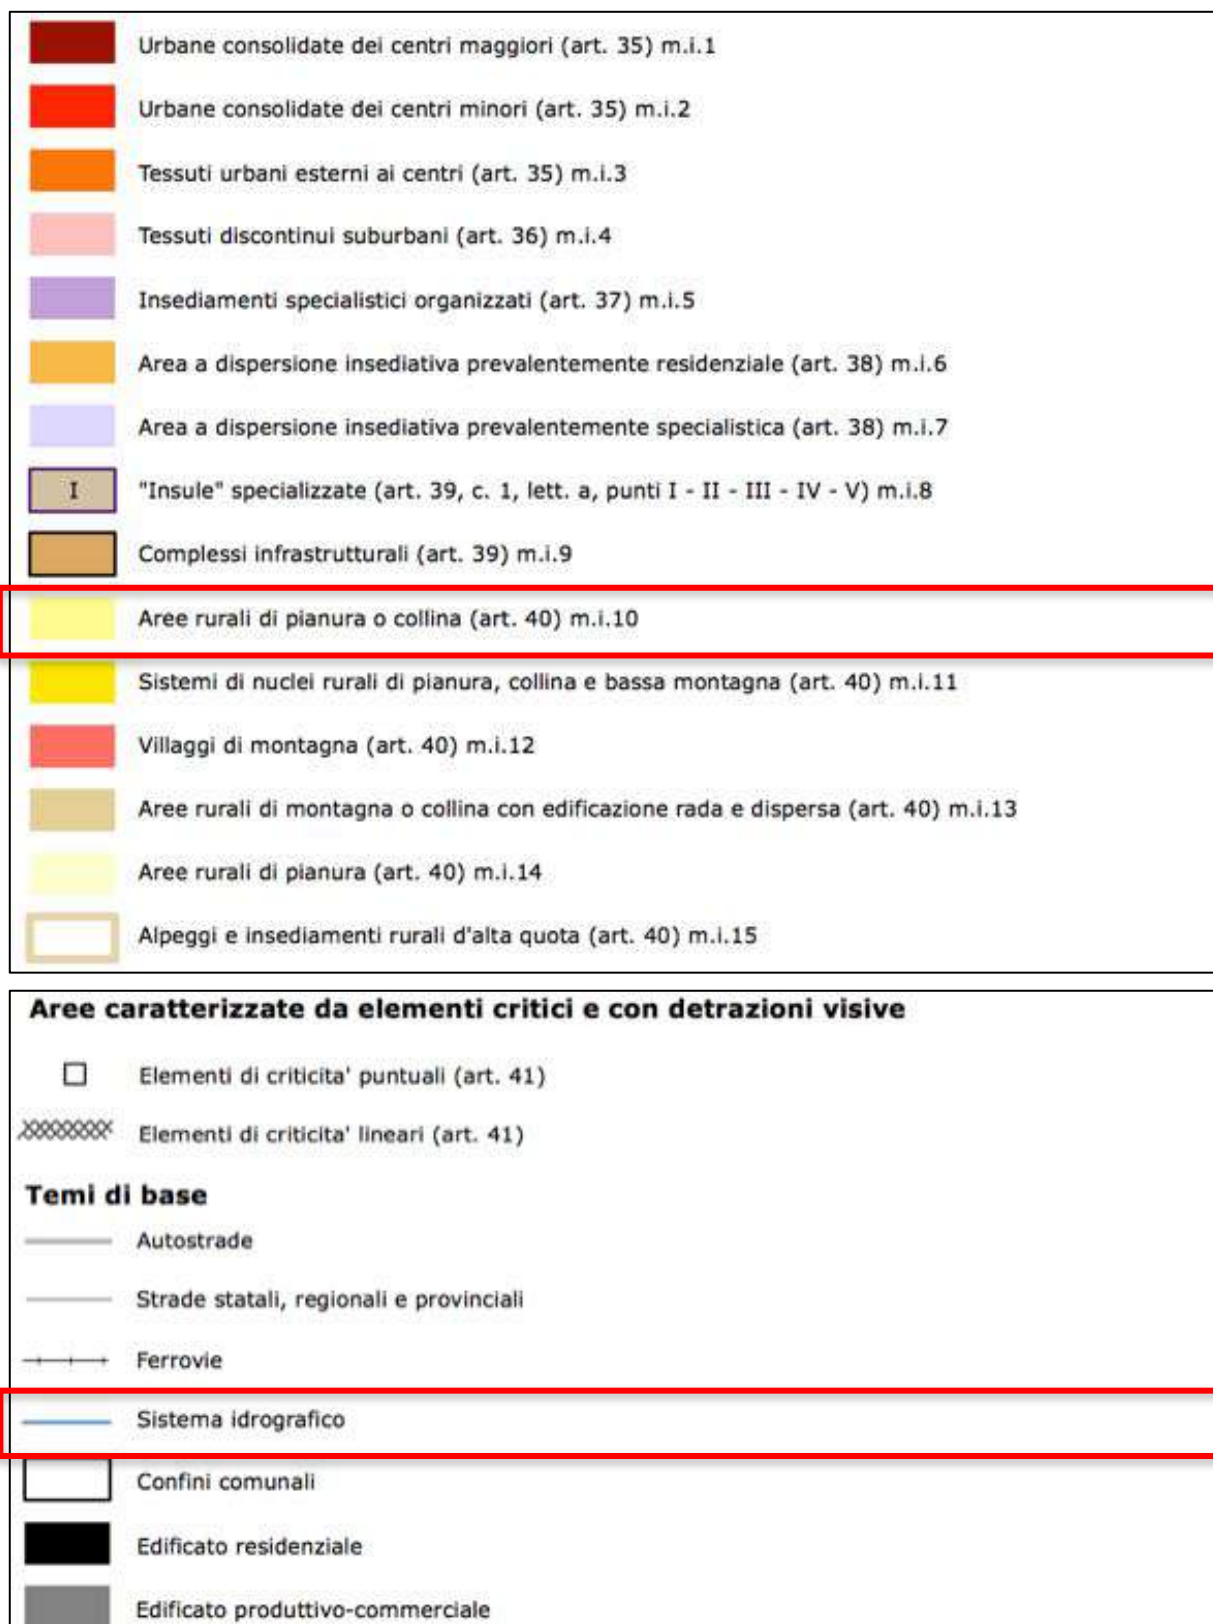 Urbane consolidate dei centri maggiori (art. 35) m.i.1
Urbane consolidate dei centri minori (art. 35) m.i.2
Tessuti urbani esterni ai centri (art. 35) m.i.3
Tessuti discontinui suburbani (art. 36) m.i.4
Insediamenti specialistici organizzati (art. 37) m.i.5
Area a dispersione insediativa prevalentemente residenziale (art. 38) m.i.6
Area a dispersione insediativa prevalentemente specialistica (art. 38) m.i.7
I "Insule" specializzate (art. 39, c. 1, lett. a, punti I - II - III - IV - V) m.i.8
Complessi infrastrutturali (art. 39) m.i.9
Aree rurali di pianura o collina (art. 40) m.i.10
Sistemi di nuclei rurali di pianura, collina e bassa montagna (art. 40) m.i.11
Villaggi di montagna (art. 40) m.i.12
Aree rurali di montagna o collina con edificazione rada e dispersa (art. 40) m.i.13
Aree rurali di pianura (art. 40) m.i.14
Alpeggi e insediamenti rurali d'alta quota (art. 40) m.i.15
Aree caratterizzate da elementi critici e con detrazioni visive
Elementi di criticita' puntuali (art. 41)
Elementi di criticita' lineari (art. 41)
Temi di base
Autostrade
Strade statali, regionali e provinciali
Ferrovie
Sistema idrografico
Confini comunali
Edificato residenziale
Edificato produttivo-commerciale